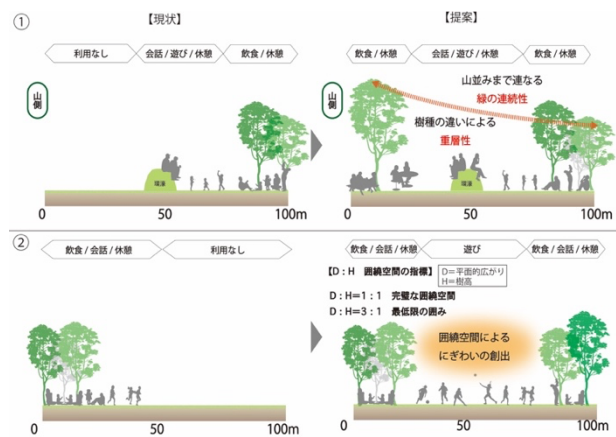 ①
【現状】
【提案】
利用なし
会話/遊び/休憩
飲食/休憩
飲食/休憩
会話/遊び/休憩
飲食/休憩
山側
山側
山並みまで連なる
緑の連続性
樹種の違いによる
重層性
0
50
100m
0
50
100m
②
飲食/会話/休憩
利用なし
飲食/会話/休憩
遊び
飲食/会話/休憩
【D:H 囲繞空間の指標】
D=平面的広がり
H=樹高
D:H=1:1 完璧な囲繞空間
D:H=3:1 最低限の囲み
囲繞空間による
にぎわいの創出
0
50
100m
0
50
100m